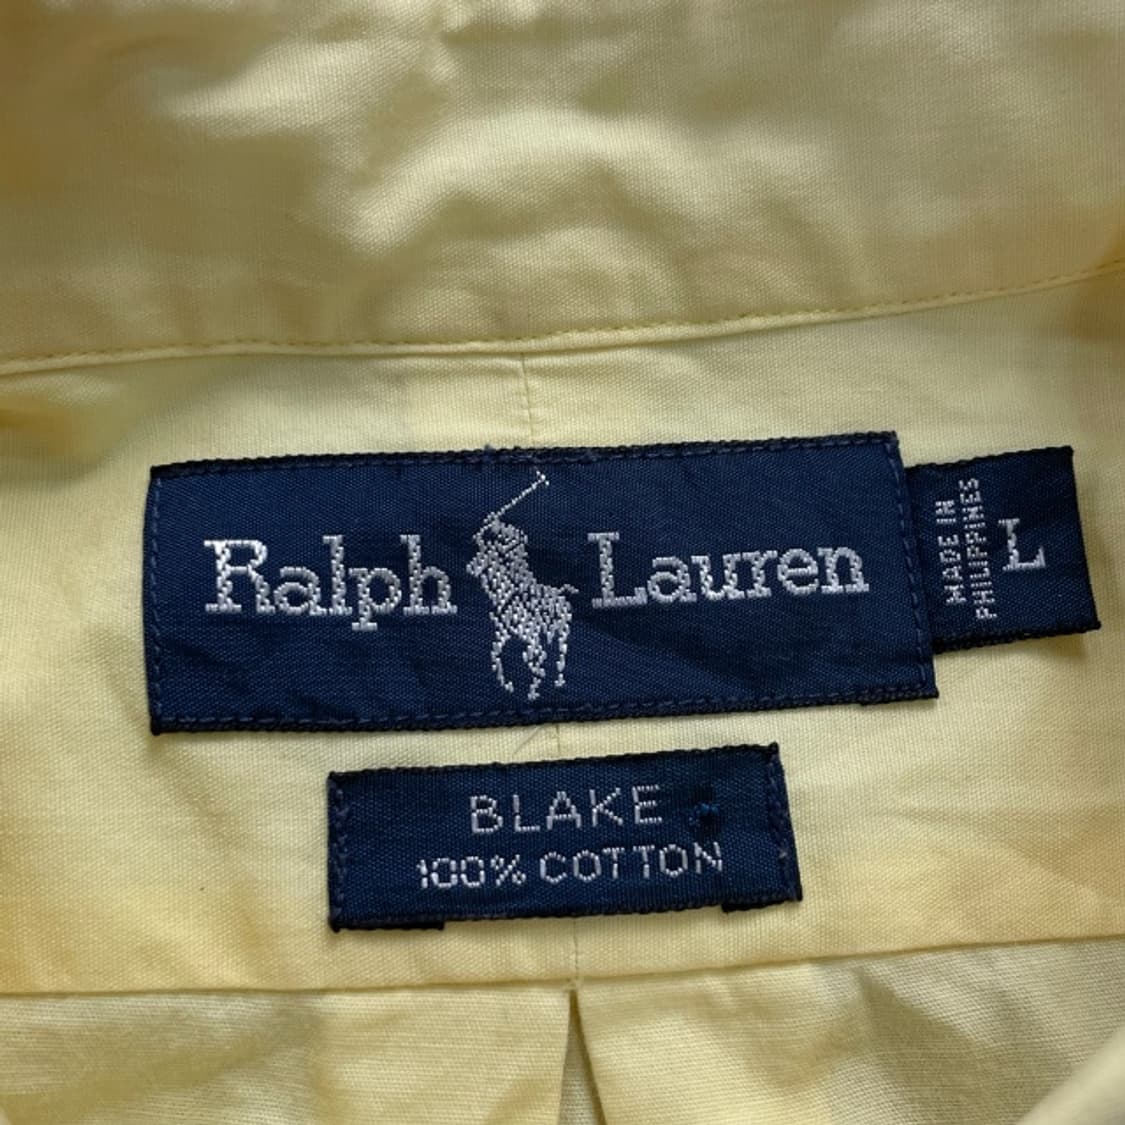 Ralph Lauren
MADE IN
PHILIPPINES
L
BLAKE
100% COTTON